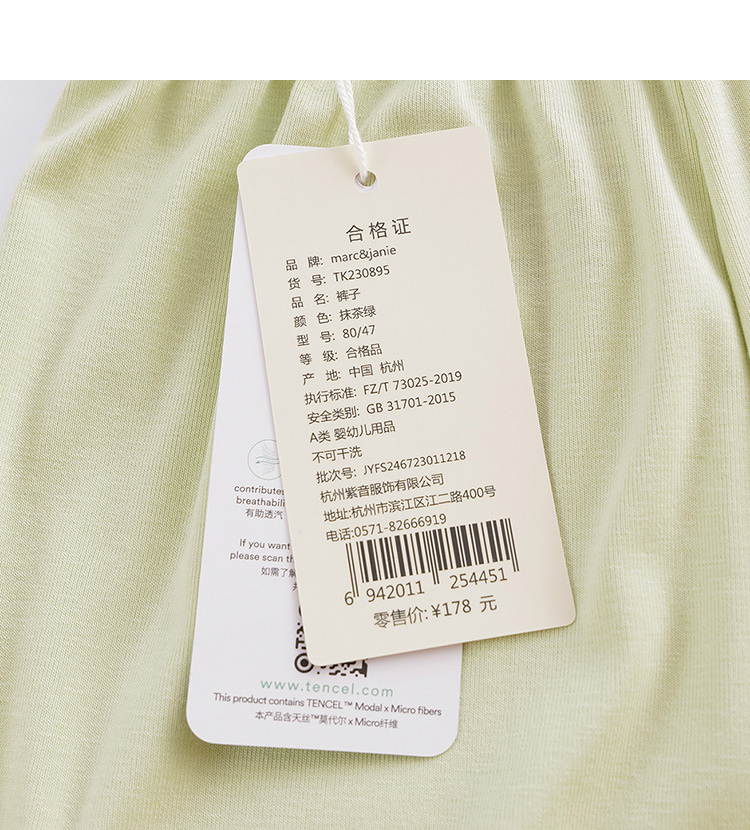 合格证
品 牌: marc&janie
货 号: TK230895
品 名: 裤子
颜 色: 抹茶绿
型 号: 80/47
等 级: 合格品
产 地: 中国 杭州
执行标准: FZ/T 73025-2019
安全类别: GB 31701-2015
A类 婴幼儿用品
不可干洗
批次号: JYFS246723011218
杭州紫音服饰有限公司
地址:杭州市滨江区江二路400号
电话:0571-82666919
6 942011 254451
零售价:¥178 元
contributes
breathabili
有助透汽
If you want
please scan th
如需了解
www.tencel.com
This product contains TENCEL™ Modal x Micro fibers
本产品含天丝™莫代尔 x Micro纤维